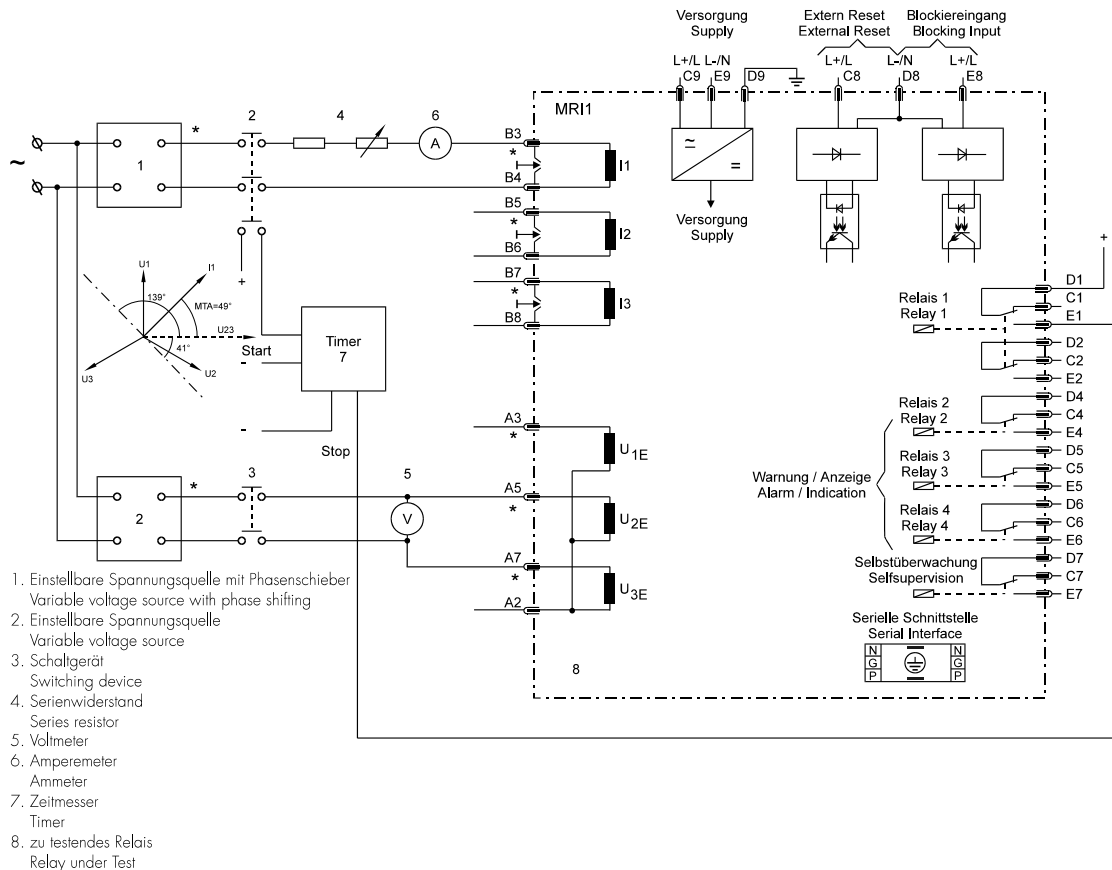 Versorgung
Supply
Extern Reset
External Reset
Blockiereingang
Blocking Input
L+/L L-/N
C9 E9 D9
L+/L L-/N L+/L
C8 D8 E8
MRI1
~
1
*
2
4
6
A
B3
*
B4
I1
B5
*
B6
I2
B7
*
B8
I3
≃
=
Versorgung
Supply
+
+
U1
I1
139°
MTA=49°
U23
41°
U2
U3
Start
-
-
Stop
Timer
7
Relais 1
Relay 1
D1
C1
E1
D2
C2
E2
Relais 2
Relay 2
D4
C4
E4
Relais 3
Relay 3
D5
C5
E5
Relais 4
Relay 4
D6
C6
E6
Warnung / Anzeige
Alarm / Indication
Selbstüberwachung
Selfsupervision
D7
C7
E7
A3
*
U1E
2
*
3
5
V
A5
*
U2E
A7
*
U3E
A2
8
Serielle Schnittstelle
Serial Interface
N N
G G
P P
1. Einstellbare Spannungsquelle mit Phasenschieber
Variable voltage source with phase shifting
2. Einstellbare Spannungsquelle
Variable voltage source
3. Schaltgerät
Switching device
4. Serienwiderstand
Series resistor
5. Voltmeter
6. Amperemeter
Ammeter
7. Zeitmesser
Timer
8. zu testendes Relais
Relay under Test